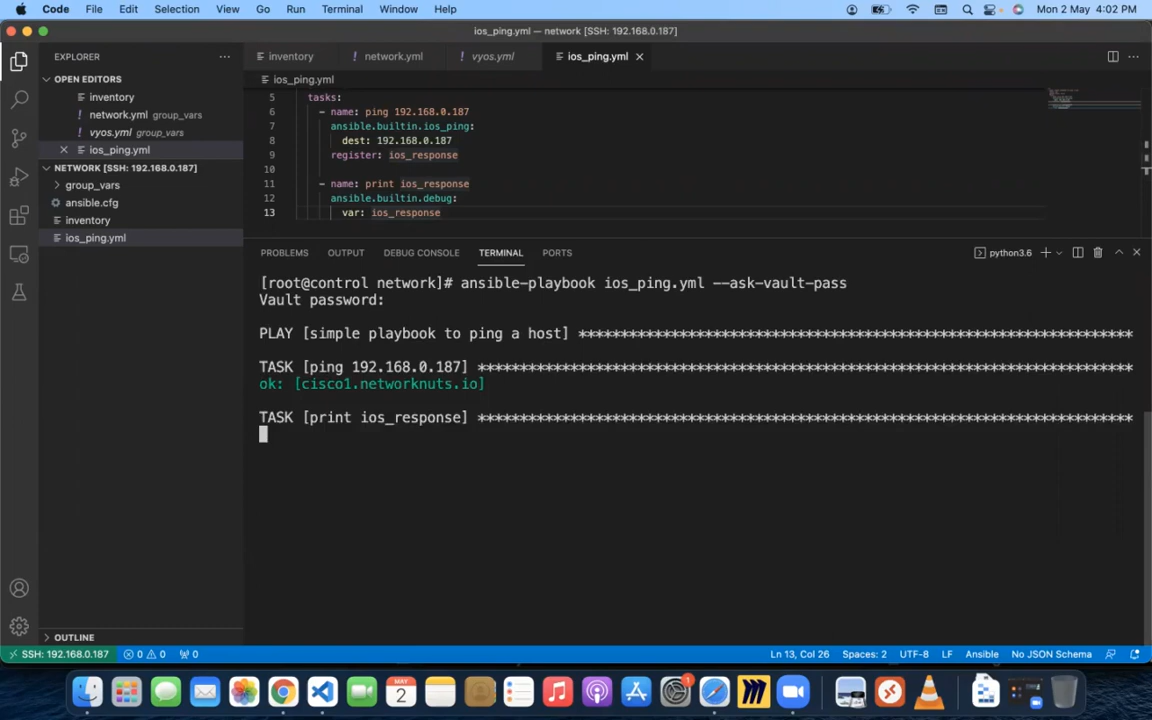 Code File Edit Selection View Go Run Terminal Window Help Mon 2 May 4:02 PM
ios_ping.yml — network [SSH: 192.168.0.187]
EXPLORER
inventory network.yml vyos.yml ios_ping.yml
OPEN EDITORS
ios_ping.yml
inventory
network.yml group_vars
vyos.yml group_vars
ios_ping.yml
NETWORK [SSH: 192.168.0.187]
group_vars
ansible.cfg
inventory
ios_ping.yml
5 tasks:
6 - name: ping 192.168.0.187
7 ansible.builtin.ios_ping:
8 dest: 192.168.0.187
9 register: ios_response
10
11 - name: print ios_response
12 ansible.builtin.debug:
13 var: ios_response
PROBLEMS OUTPUT DEBUG CONSOLE TERMINAL PORTS python3.6
[root@control network]# ansible-playbook ios_ping.yml --ask-vault-pass
Vault password:
PLAY [simple playbook to ping a host] ******************************************************************
TASK [ping 192.168.0.187] ******************************************************************************
ok: [cisco1.networknuts.io]
TASK [print ios_response] ******************************************************************************
OUTLINE
SSH: 192.168.0.187 0 0 0 Ln 13, Col 26 Spaces: 2 UTF-8 LF Ansible No JSON Schema
MAY
2
1